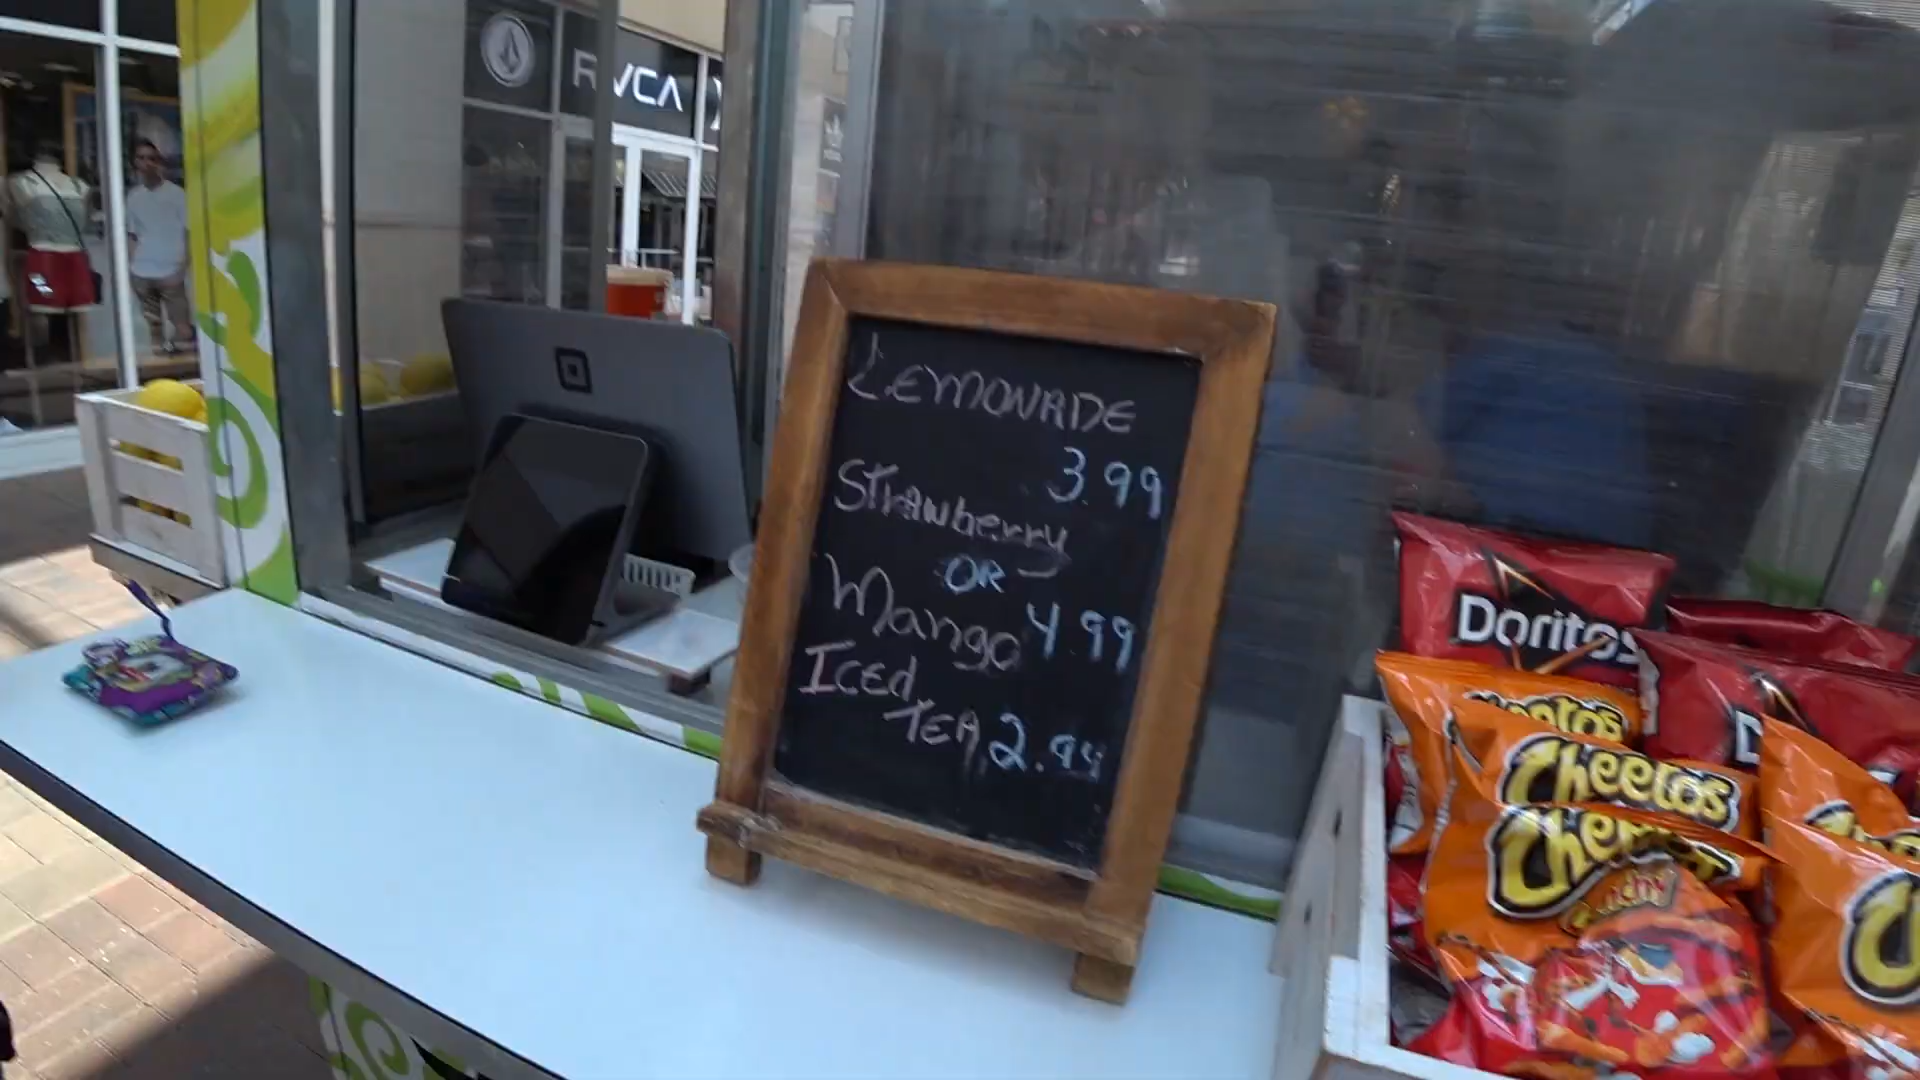 RVCA
LEMONADE
3.99
Strawberry
OR
Mango 4.99
Iced
TEA 2.99
Doritos
Cheetos
Cheetos